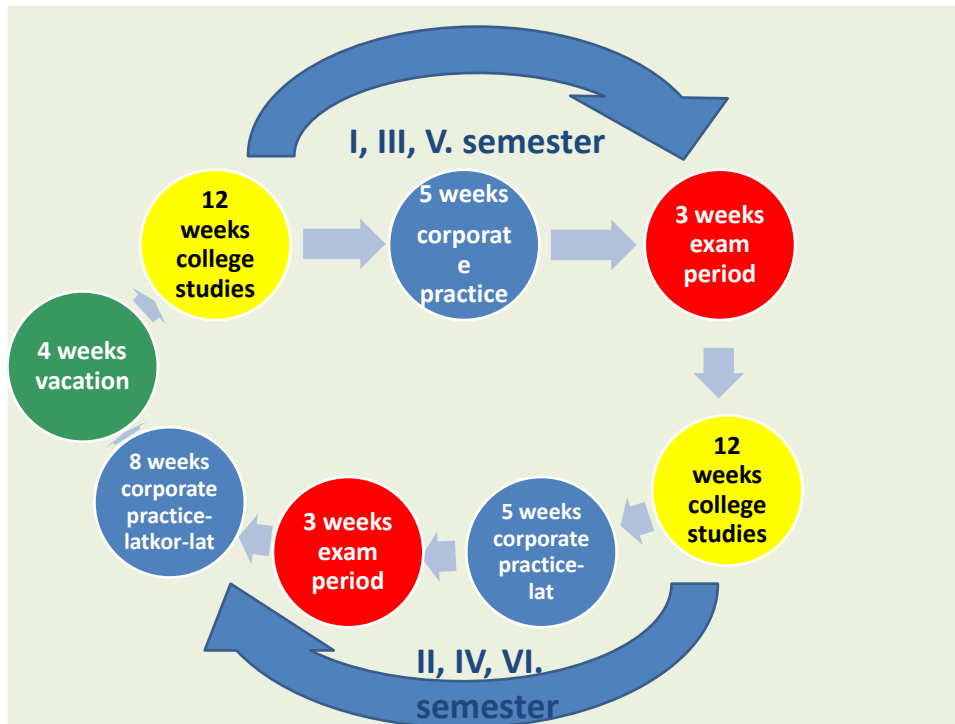 I, III, V. semester
12
weeks
college
studies
5 weeks
corporat
e
practice
3 weeks
exam
period
12
weeks
college
studies
5 weeks
corporate
practice-
lat
3 weeks
exam
period
8 weeks
corporate
practice-
latkor-lat
4 weeks
vacation
II, IV, VI.
semester